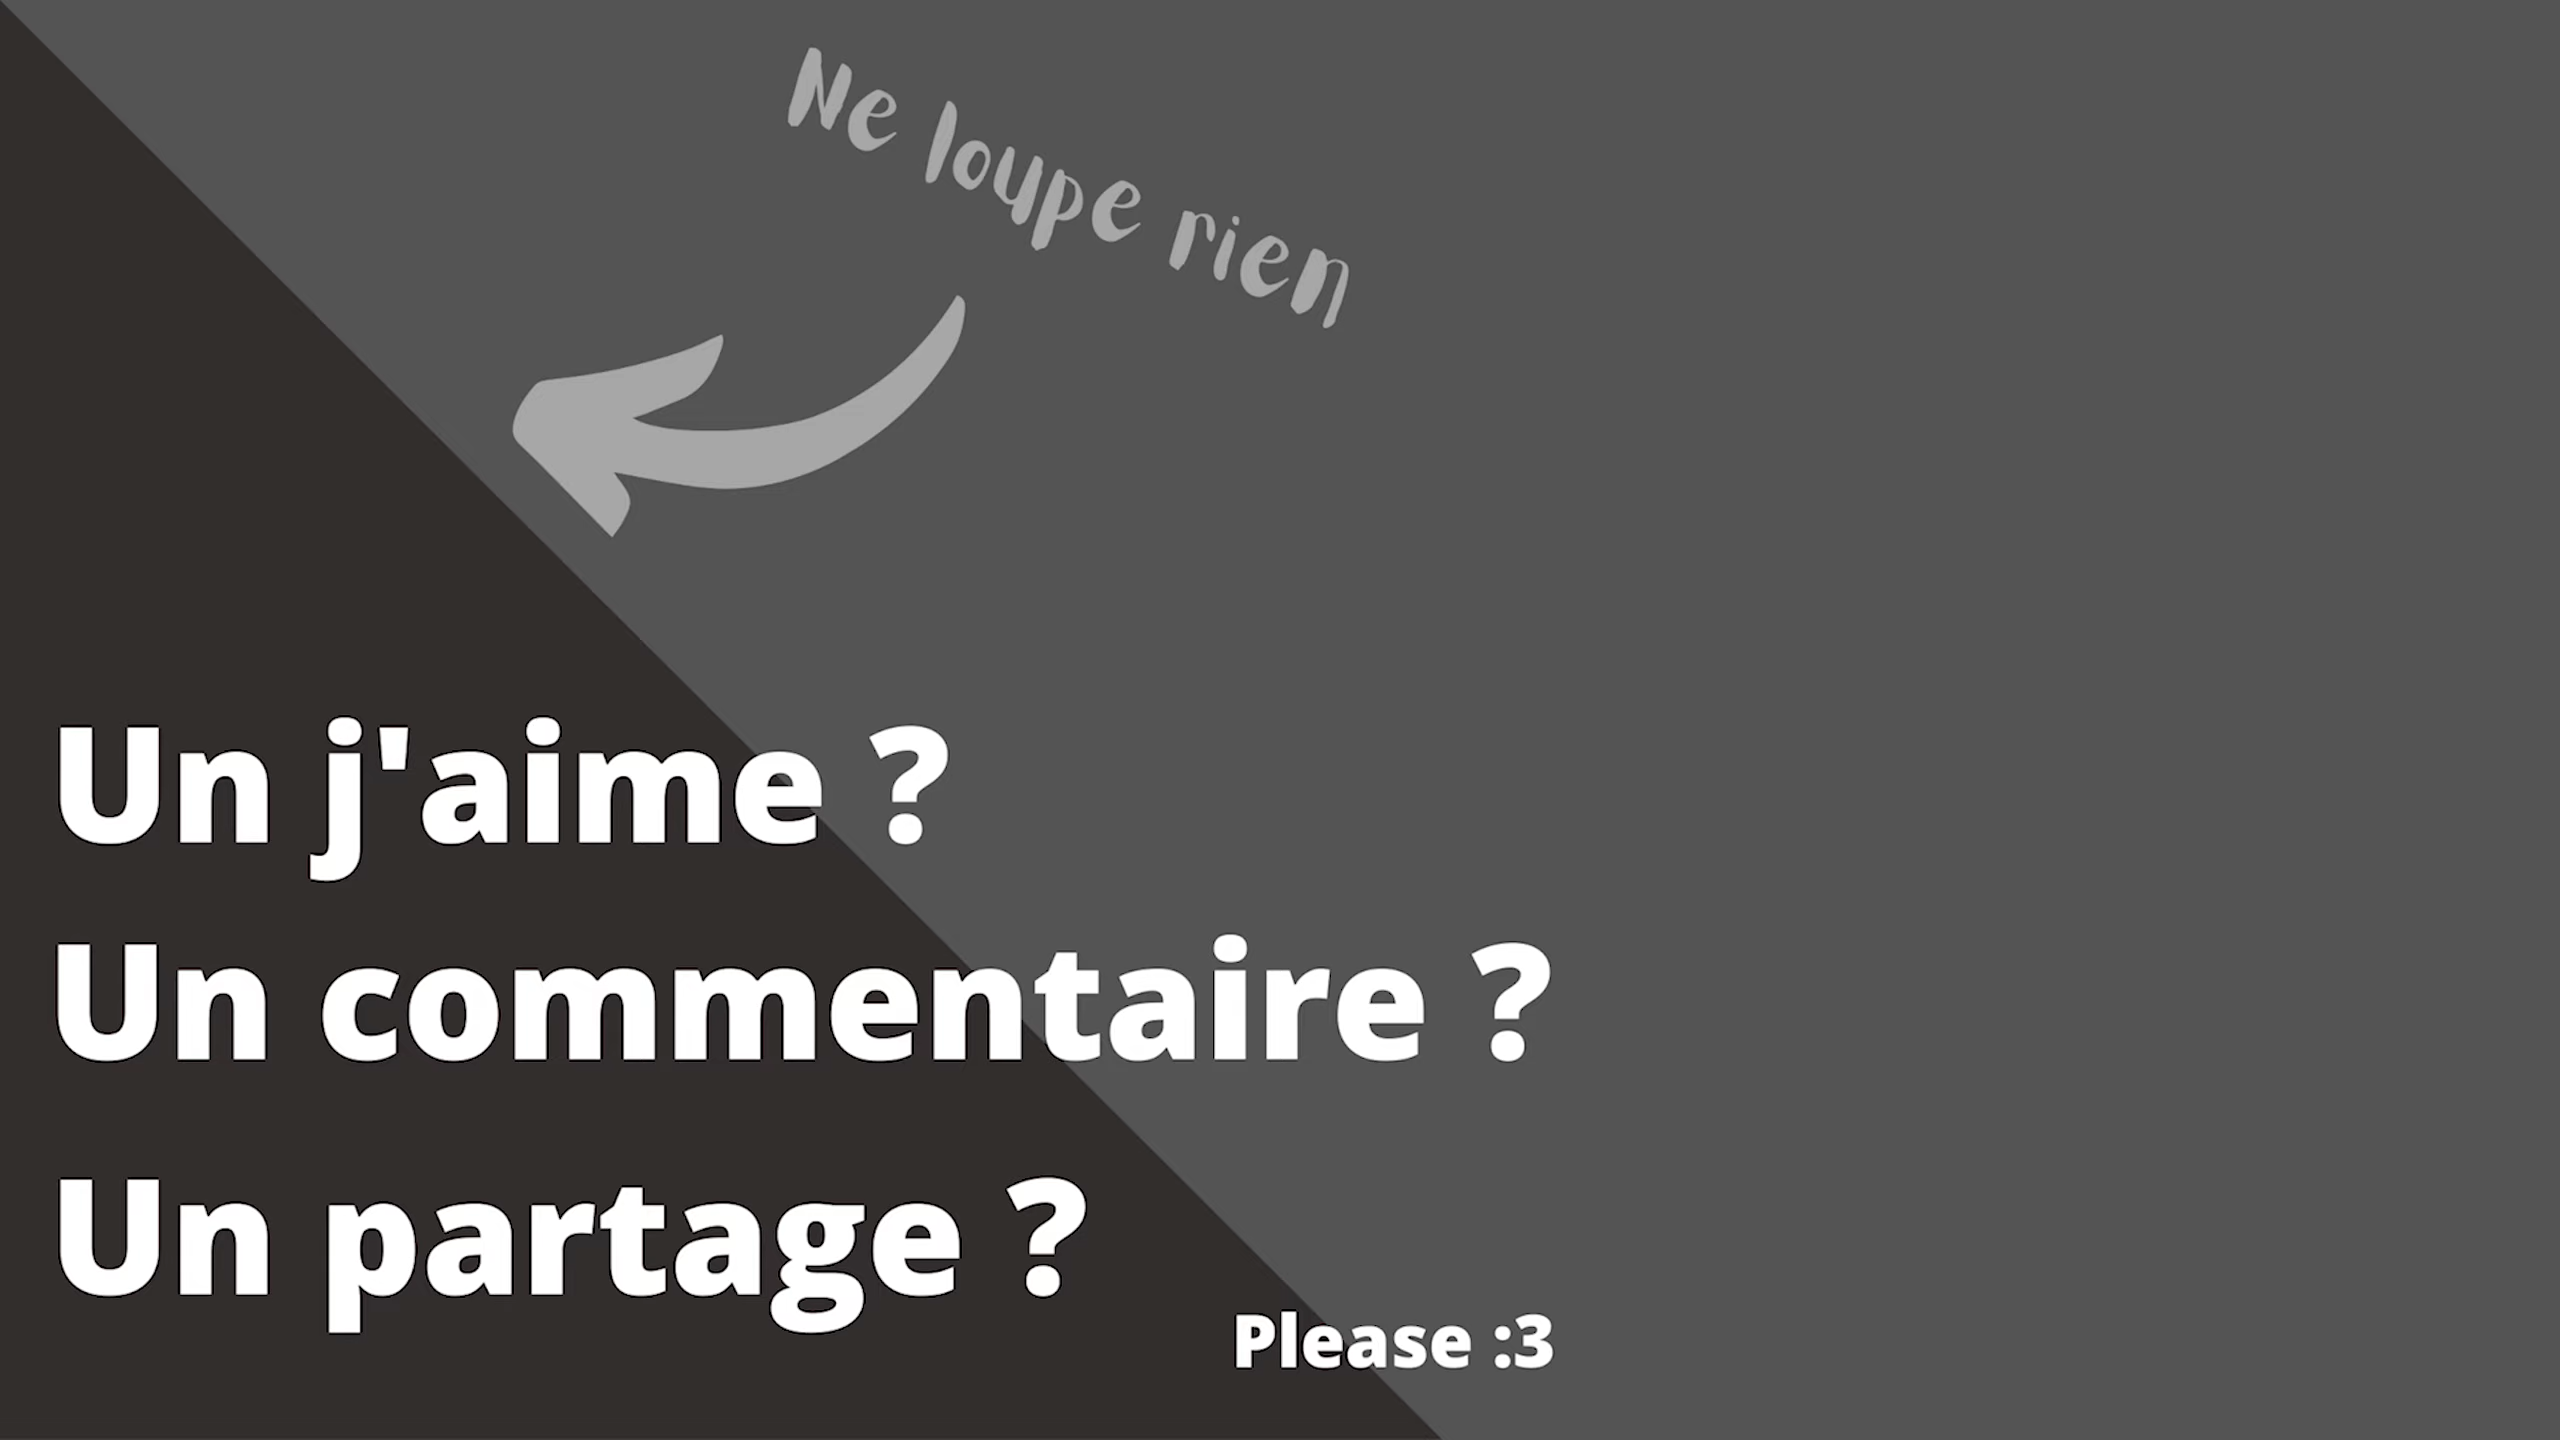 Ne loupe rien
Un j'aime ?
Un commentaire ?
Un partage ?
Please :3